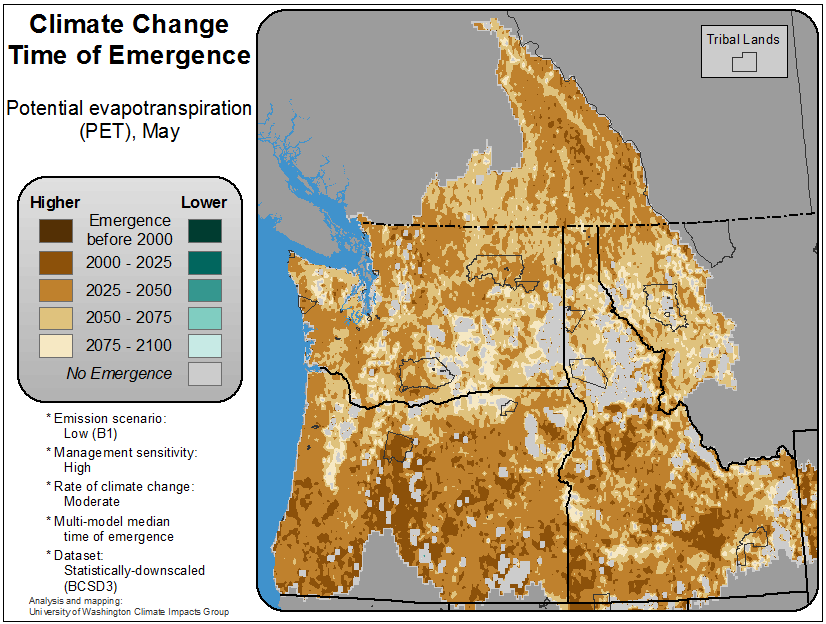 Climate Change
Time of Emergence
Potential evapotranspiration
(PET), May
Higher
Lower
Emergence
before 2000
2000 - 2025
2025 - 2050
2050 - 2075
2075 - 2100
No Emergence
* Emission scenario:
Low (B1)
* Management sensitivity:
High
* Rate of climate change:
Moderate
* Multi-model median
time of emergence
* Dataset:
Statistically-downscaled
(BCSD3)
Analysis and mapping:
University of Washington Climate Impacts Group
Tribal Lands